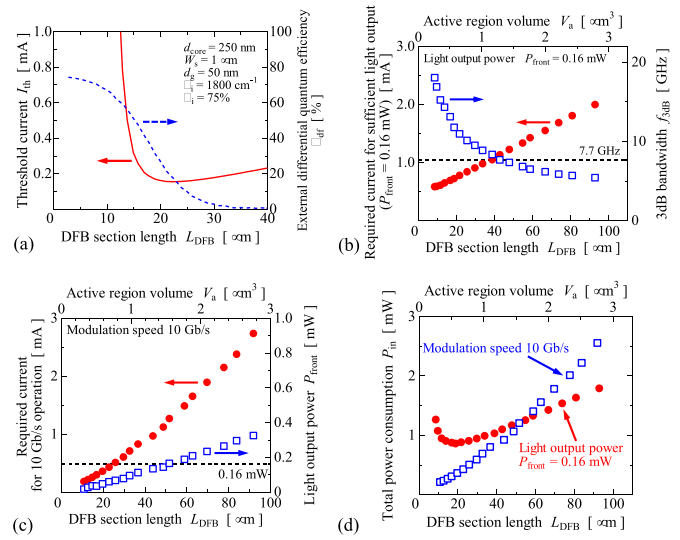 1.0
0.8
0.6
0.4
0.2
0
Threshold current Ith [ mA ]
100
80
60
40
20
0
External differential quantum efficiency
□df [ % ]
dcore = 250 nm
Ws = 1 ∝m
dg = 50 nm
□i = 1800 cm-1
□i = 75%
0 10 20 30 40
DFB section length LDFB [ ∝m ]
(a)
Active region volume Va [ ∝m3 ]
0 1 2 3
3.0
2.0
1.0
0
Required current for sufficient light output
(Pfront = 0.16 mW) [ mA ]
Light output power Pfront = 0.16 mW
7.7 GHz
20
10
0
3dB bandwidth f3dB [ GHz ]
0 20 40 60 80 100
DFB section length LDFB [ ∝m ]
(b)
Active region volume Va [ ∝m3 ]
0 1 2 3
3
2
1
0
Required current
for 10 Gb/s operation [ mA ]
Modulation speed 10 Gb/s
0.16 mW
1.0
0.8
0.6
0.4
0.2
0
Light output power Pfront [ mW ]
0 20 40 60 80 100
DFB section length LDFB [ ∝m ]
(c)
Active region volume Va [ ∝m3 ]
0 1 2 3
3
2
1
0
Total power consumption Pin [ mW ]
Modulation speed 10 Gb/s
Light output power
Pfront = 0.16 mW
0 20 40 60 80 100
DFB section length LDFB [ ∝m ]
(d)